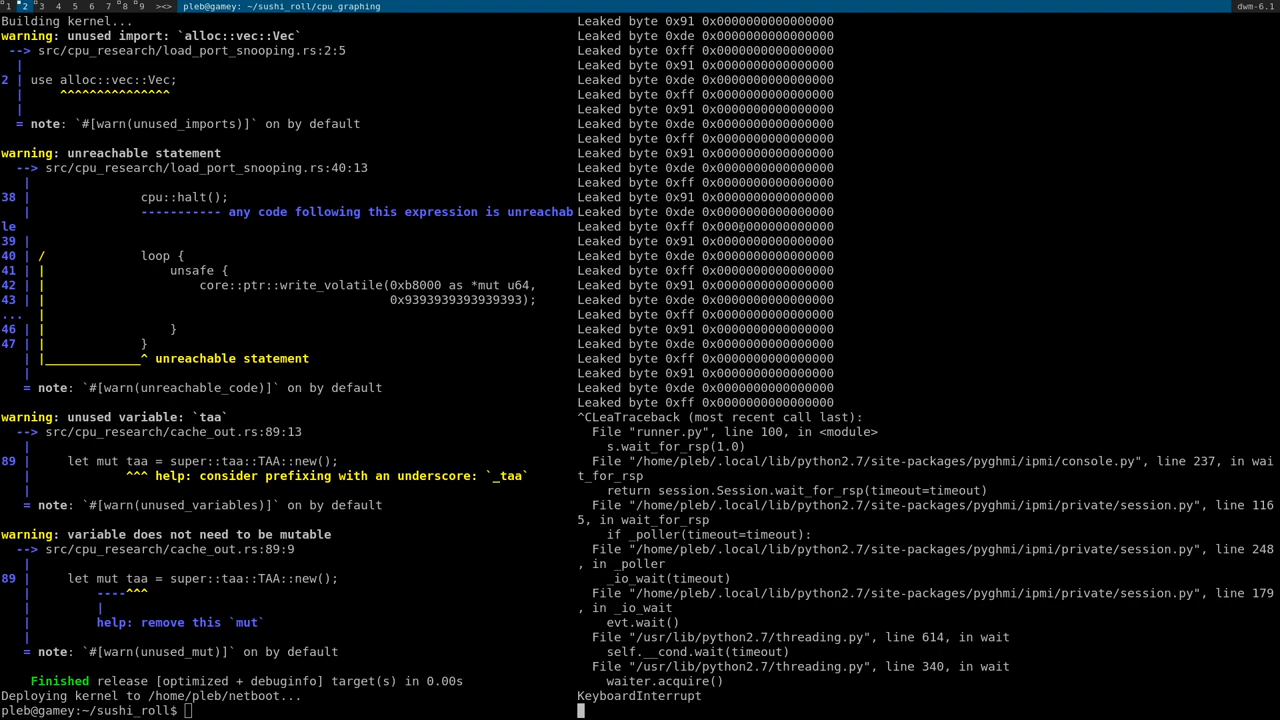 1 2 3 4 5 6 7 8 9 ><> pleb@gamey: ~/sushi_roll/cpu_graphing dwm-6.1
Building kernel...
warning: unused import: `alloc::vec::Vec`
--> src/cpu_research/load_port_snooping.rs:2:5
|
2 | use alloc::vec::Vec;
| ^^^^^^^^^^^^^^^
|
= note: `#[warn(unused_imports)]` on by default
warning: unreachable statement
--> src/cpu_research/load_port_snooping.rs:40:13
|
38 | cpu::halt();
| ----------- any code following this expression is unreachab
le
39 |
40 | / loop {
41 | | unsafe {
42 | | core::ptr::write_volatile(0xb8000 as *mut u64,
43 | | 0x9393939393939393);
... |
46 | | }
47 | | }
| |_____________^ unreachable statement
|
= note: `#[warn(unreachable_code)]` on by default
warning: unused variable: `taa`
--> src/cpu_research/cache_out.rs:89:13
|
89 | let mut taa = super::taa::TAA::new();
| ^^^ help: consider prefixing with an underscore: `_taa`
|
= note: `#[warn(unused_variables)]` on by default
warning: variable does not need to be mutable
--> src/cpu_research/cache_out.rs:89:9
|
89 | let mut taa = super::taa::TAA::new();
| ----^^^
| |
| help: remove this `mut`
|
= note: `#[warn(unused_mut)]` on by default
Finished release [optimized + debuginfo] target(s) in 0.00s
Deploying kernel to /home/pleb/netboot...
pleb@gamey:~/sushi_roll$
Leaked byte 0x91 0x0000000000000000
Leaked byte 0xde 0x0000000000000000
Leaked byte 0xff 0x0000000000000000
Leaked byte 0x91 0x0000000000000000
Leaked byte 0xde 0x0000000000000000
Leaked byte 0xff 0x0000000000000000
Leaked byte 0x91 0x0000000000000000
Leaked byte 0xde 0x0000000000000000
Leaked byte 0xff 0x0000000000000000
Leaked byte 0x91 0x0000000000000000
Leaked byte 0xde 0x0000000000000000
Leaked byte 0xff 0x0000000000000000
Leaked byte 0x91 0x0000000000000000
Leaked byte 0xde 0x0000000000000000
Leaked byte 0xff 0x0000000000000000
Leaked byte 0x91 0x0000000000000000
Leaked byte 0xde 0x0000000000000000
Leaked byte 0xff 0x0000000000000000
Leaked byte 0x91 0x0000000000000000
Leaked byte 0xde 0x0000000000000000
Leaked byte 0xff 0x0000000000000000
Leaked byte 0x91 0x0000000000000000
Leaked byte 0xde 0x0000000000000000
Leaked byte 0xff 0x0000000000000000
Leaked byte 0x91 0x0000000000000000
Leaked byte 0xde 0x0000000000000000
Leaked byte 0xff 0x0000000000000000
^CLeaTraceback (most recent call last):
File "runner.py", line 100, in <module>
s.wait_for_rsp(1.0)
File "/home/pleb/.local/lib/python2.7/site-packages/pyghmi/ipmi/console.py", line 237, in wai
t_for_rsp
return session.Session.wait_for_rsp(timeout=timeout)
File "/home/pleb/.local/lib/python2.7/site-packages/pyghmi/ipmi/private/session.py", line 116
5, in wait_for_rsp
if _poller(timeout=timeout):
File "/home/pleb/.local/lib/python2.7/site-packages/pyghmi/ipmi/private/session.py", line 248
, in _poller
_io_wait(timeout)
File "/home/pleb/.local/lib/python2.7/site-packages/pyghmi/ipmi/private/session.py", line 179
, in _io_wait
evt.wait()
File "/usr/lib/python2.7/threading.py", line 614, in wait
self.__cond.wait(timeout)
File "/usr/lib/python2.7/threading.py", line 340, in wait
waiter.acquire()
KeyboardInterrupt